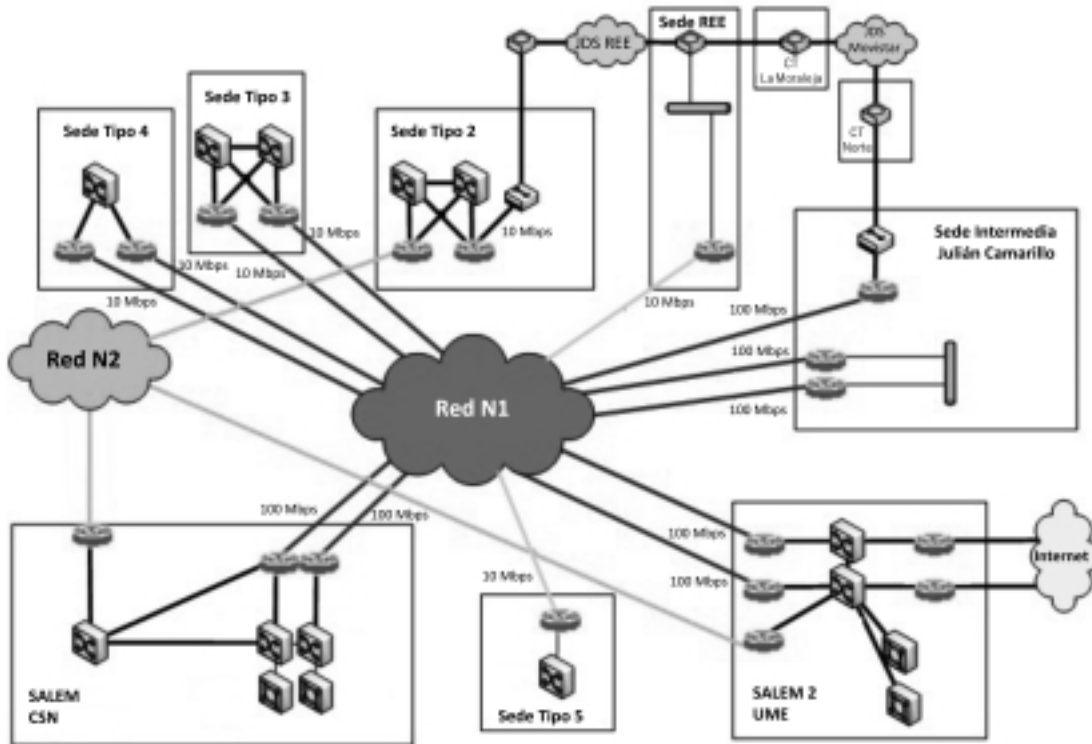 Sede REE
JDS REE
JDS
Movistar
CT
La Moraleja
CT
Norte
Sede Tipo 3
Sede Tipo 4
Sede Tipo 2
10 Mbps
10 Mbps
10 Mbps
10 Mbps
10 Mbps
10 Mbps
Sede Intermedia
Julián Camarillo
100 Mbps
100 Mbps
100 Mbps
Red N2
Red N1
100 Mbps
100 Mbps
100 Mbps
100 Mbps
10 Mbps
Internet
SALEM
CSN
Sede Tipo 5
SALEM 2
UME